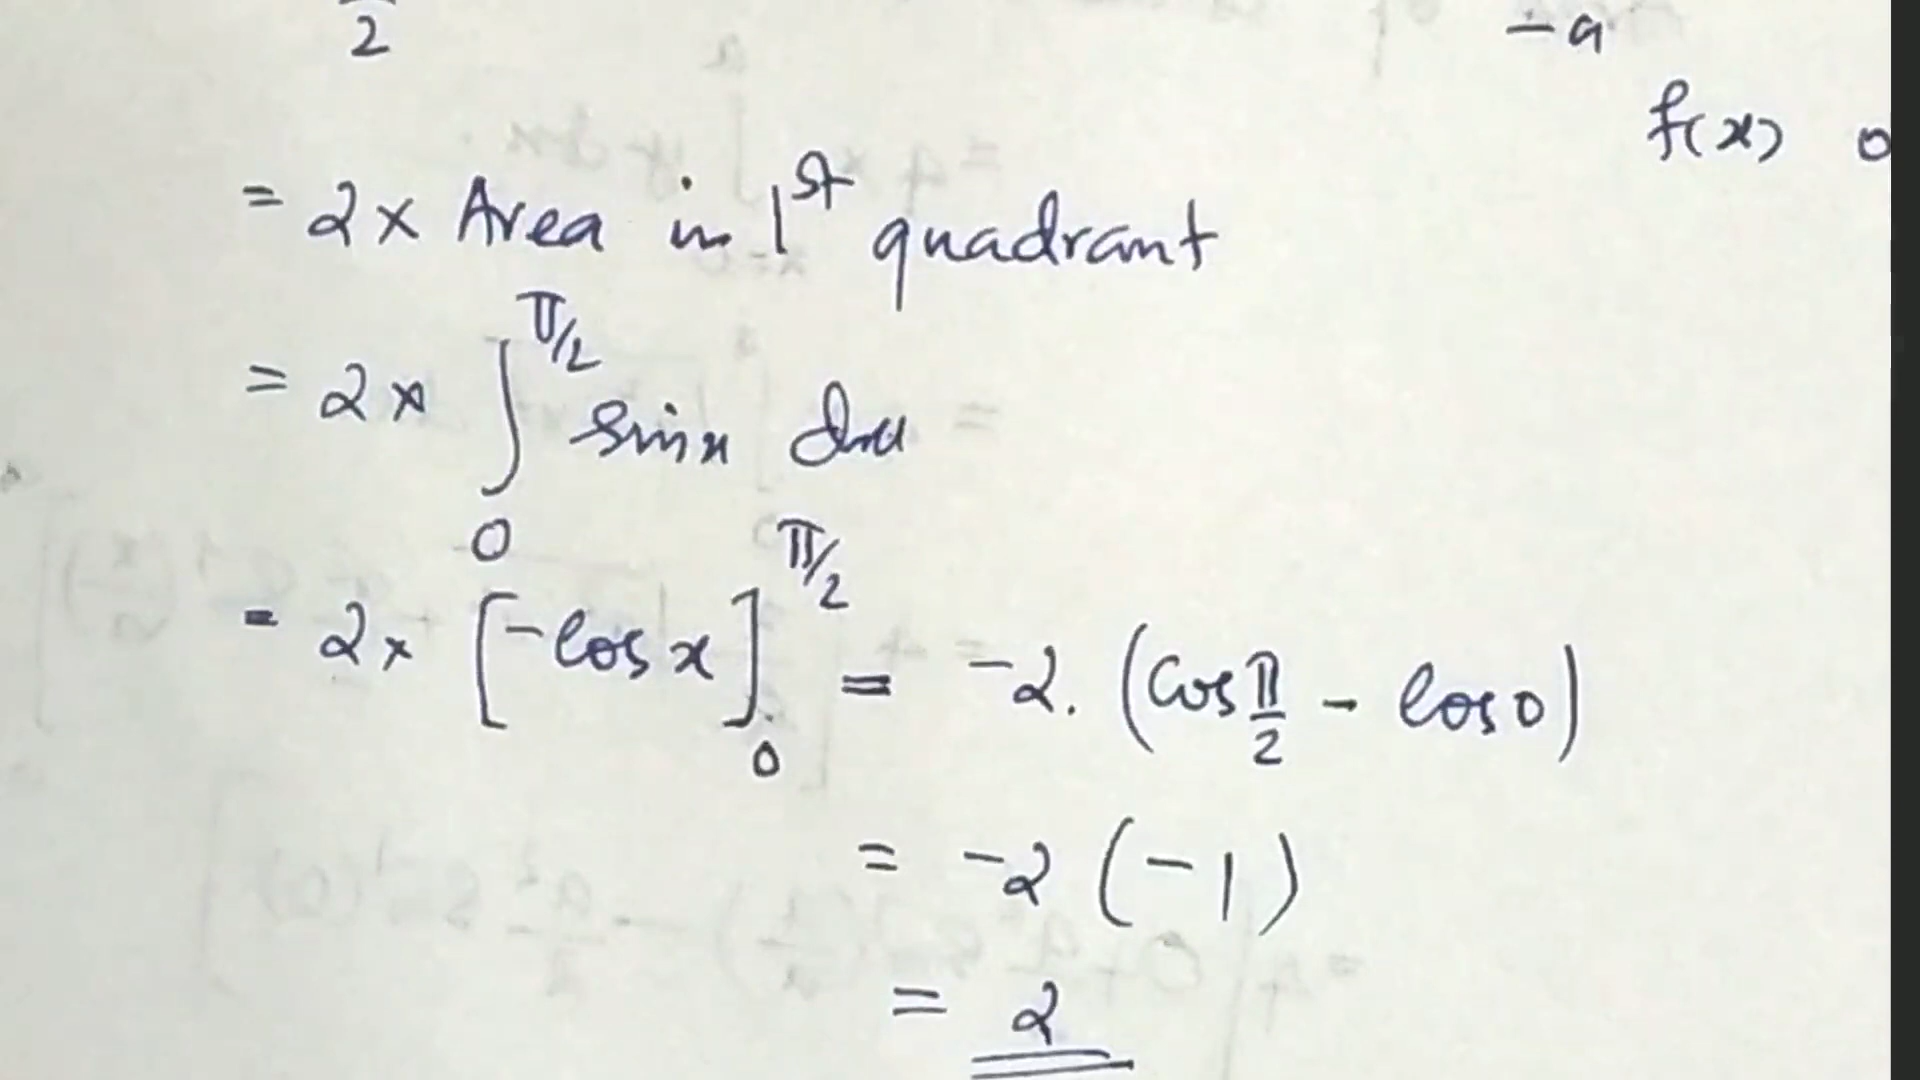 2
-a
f(x) o
= 2 × Area in 1st quadrant
= 2 × ∫₀^{π/2} sin x dx
= 2 × [-cos x]₀^{π/2} = -2. (cos π/2 - cos 0)
= -2 (-1)
= 2